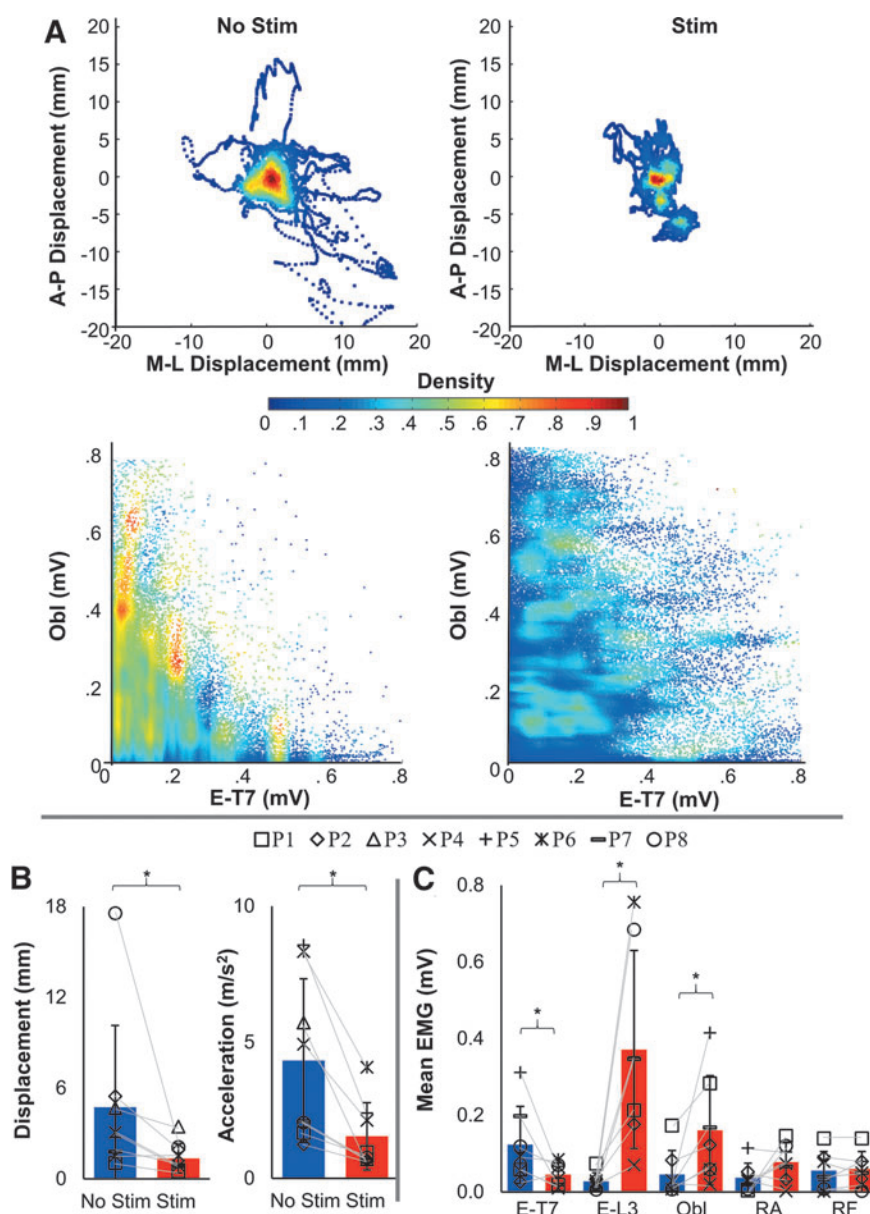 A
No Stim
Stim
A-P Displacement (mm)
20
15
10
5
0
-5
-10
-15
-20
-20
-10
0
10
20
M-L Displacement (mm)
A-P Displacement (mm)
20
15
10
5
0
-5
-10
-15
-20
-20
-10
0
10
20
M-L Displacement (mm)
Density
0 .1 .2 .3 .4 .5 .6 .7 .8 .9 1
Obl (mV)
.8
.6
.4
.2
0
0 .2 .4 .6 .8
E-T7 (mV)
Obl (mV)
.8
.6
.4
.2
0
0 .2 .4 .6 .8
E-T7 (mV)
P1 P2 P3 P4 P5 P6 P7 P8
B
Displacement (mm)
18
12
6
0
*
No Stim Stim
Acceleration (m/s²)
10
5
0
*
No Stim Stim
C
Mean EMG (mV)
0.8
0.6
0.4
0.2
0.0
*
*
*
E-T7 E-L3 Obl RA RF